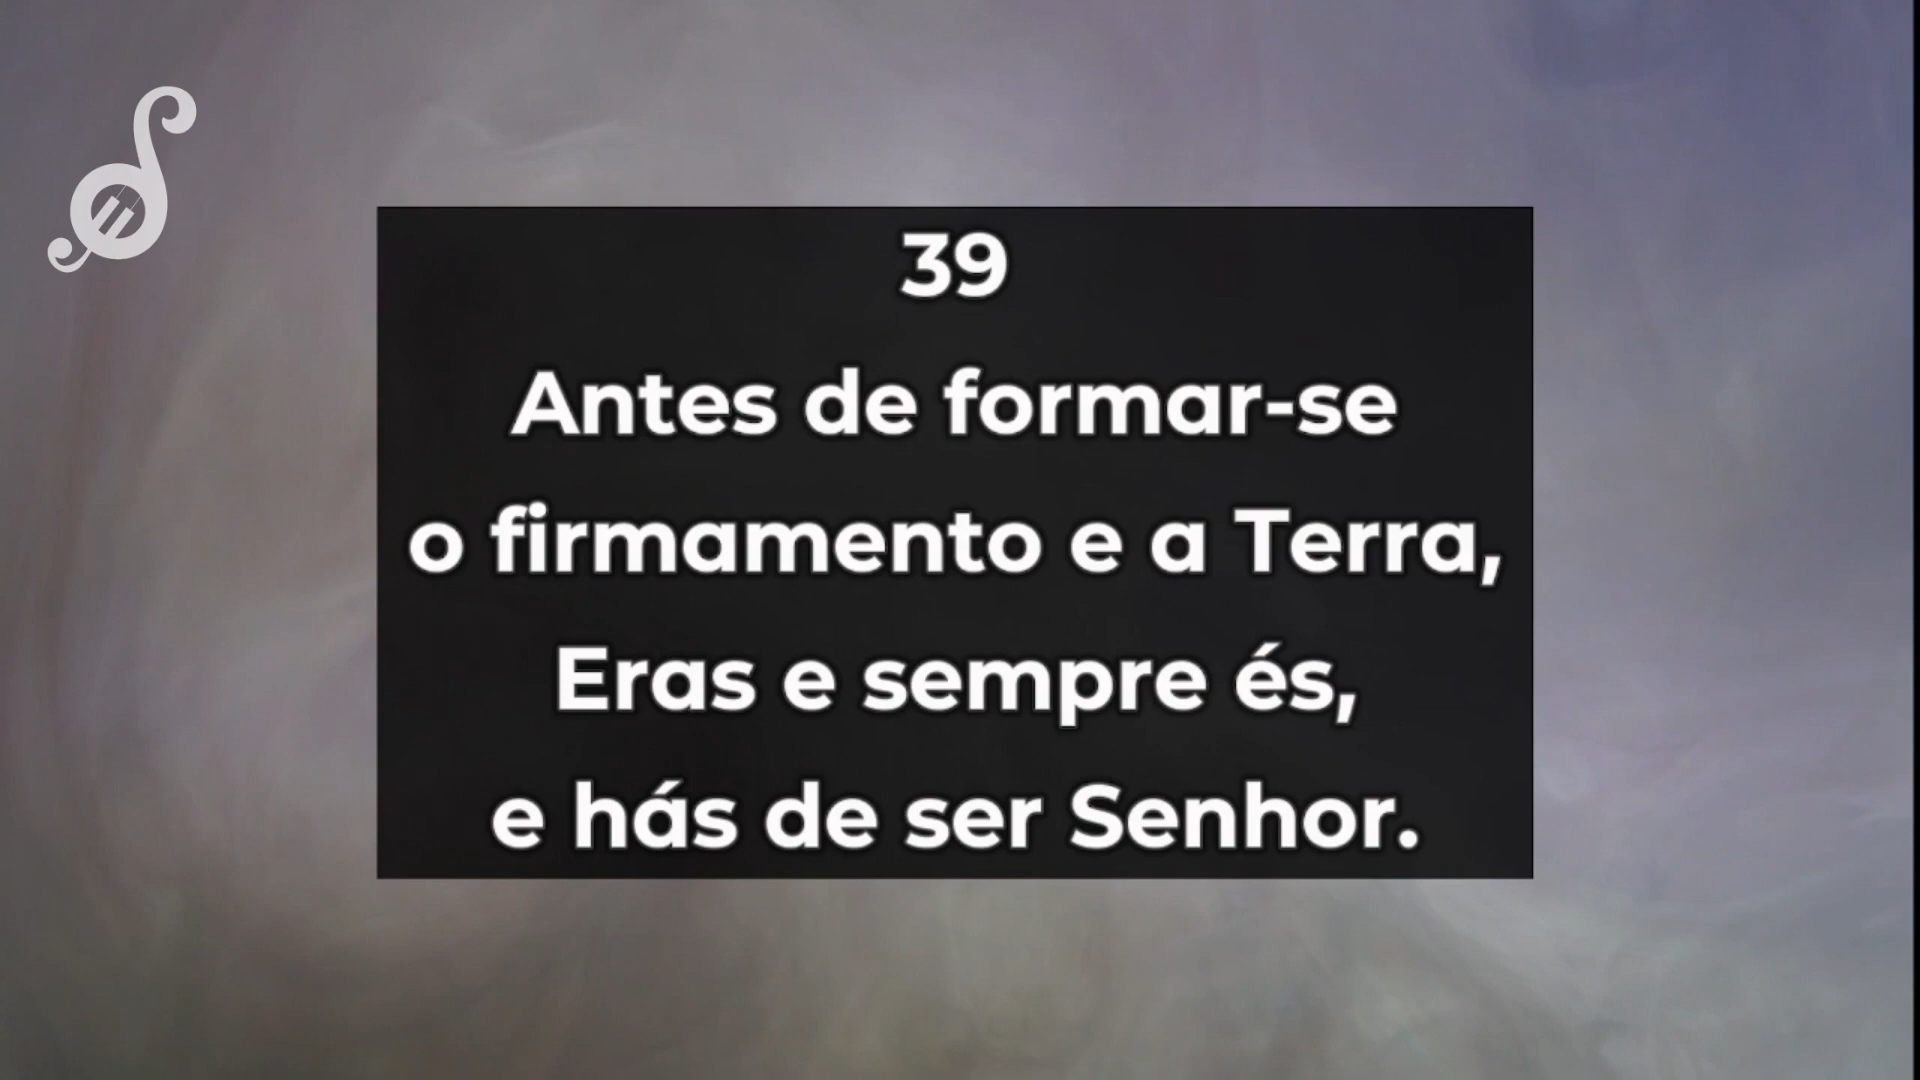 39
Antes de formar-se
o firmamento e a Terra,
Eras e sempre és,
e hás de ser Senhor.